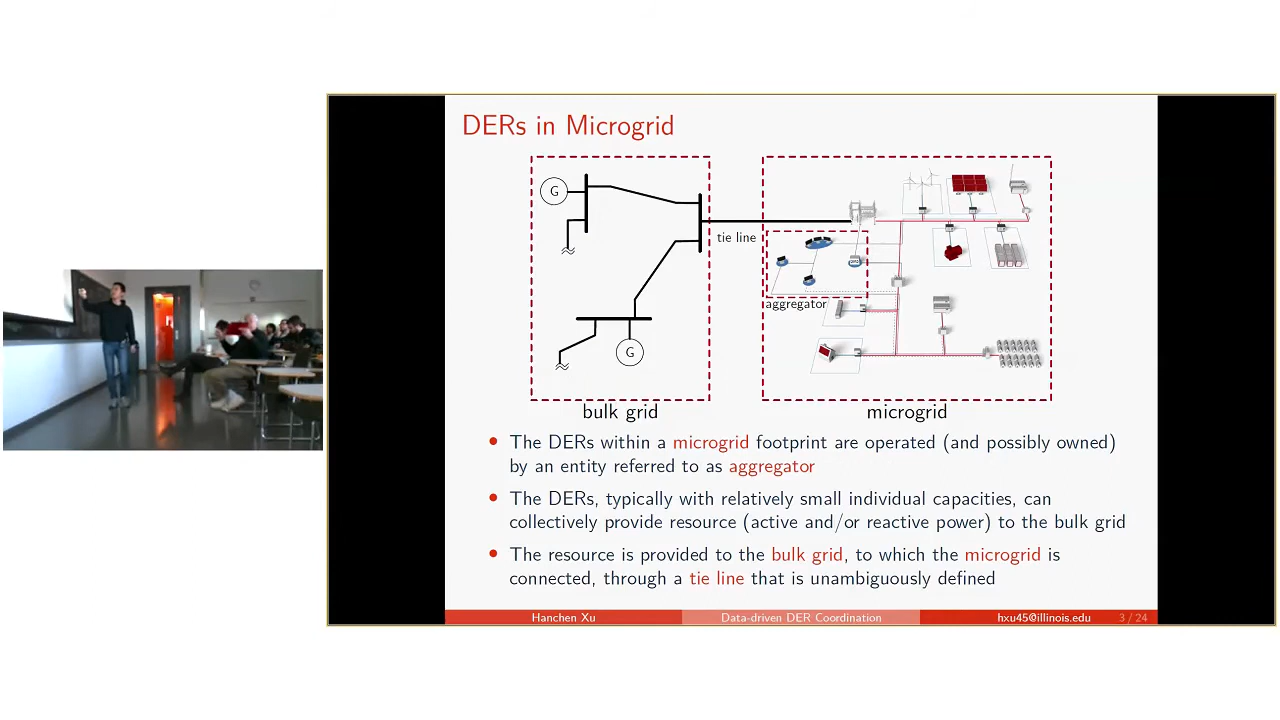 DERs in Microgrid
G
tie line
aggregator
G
bulk grid
microgrid
The DERs within a microgrid footprint are operated (and possibly owned)
by an entity referred to as aggregator
The DERs, typically with relatively small individual capacities, can
collectively provide resource (active and/or reactive power) to the bulk grid
The resource is provided to the bulk grid, to which the microgrid is
connected, through a tie line that is unambiguously defined
Hanchen Xu
Data-driven DER Coordination
hxu45@illinois.edu
3 / 24